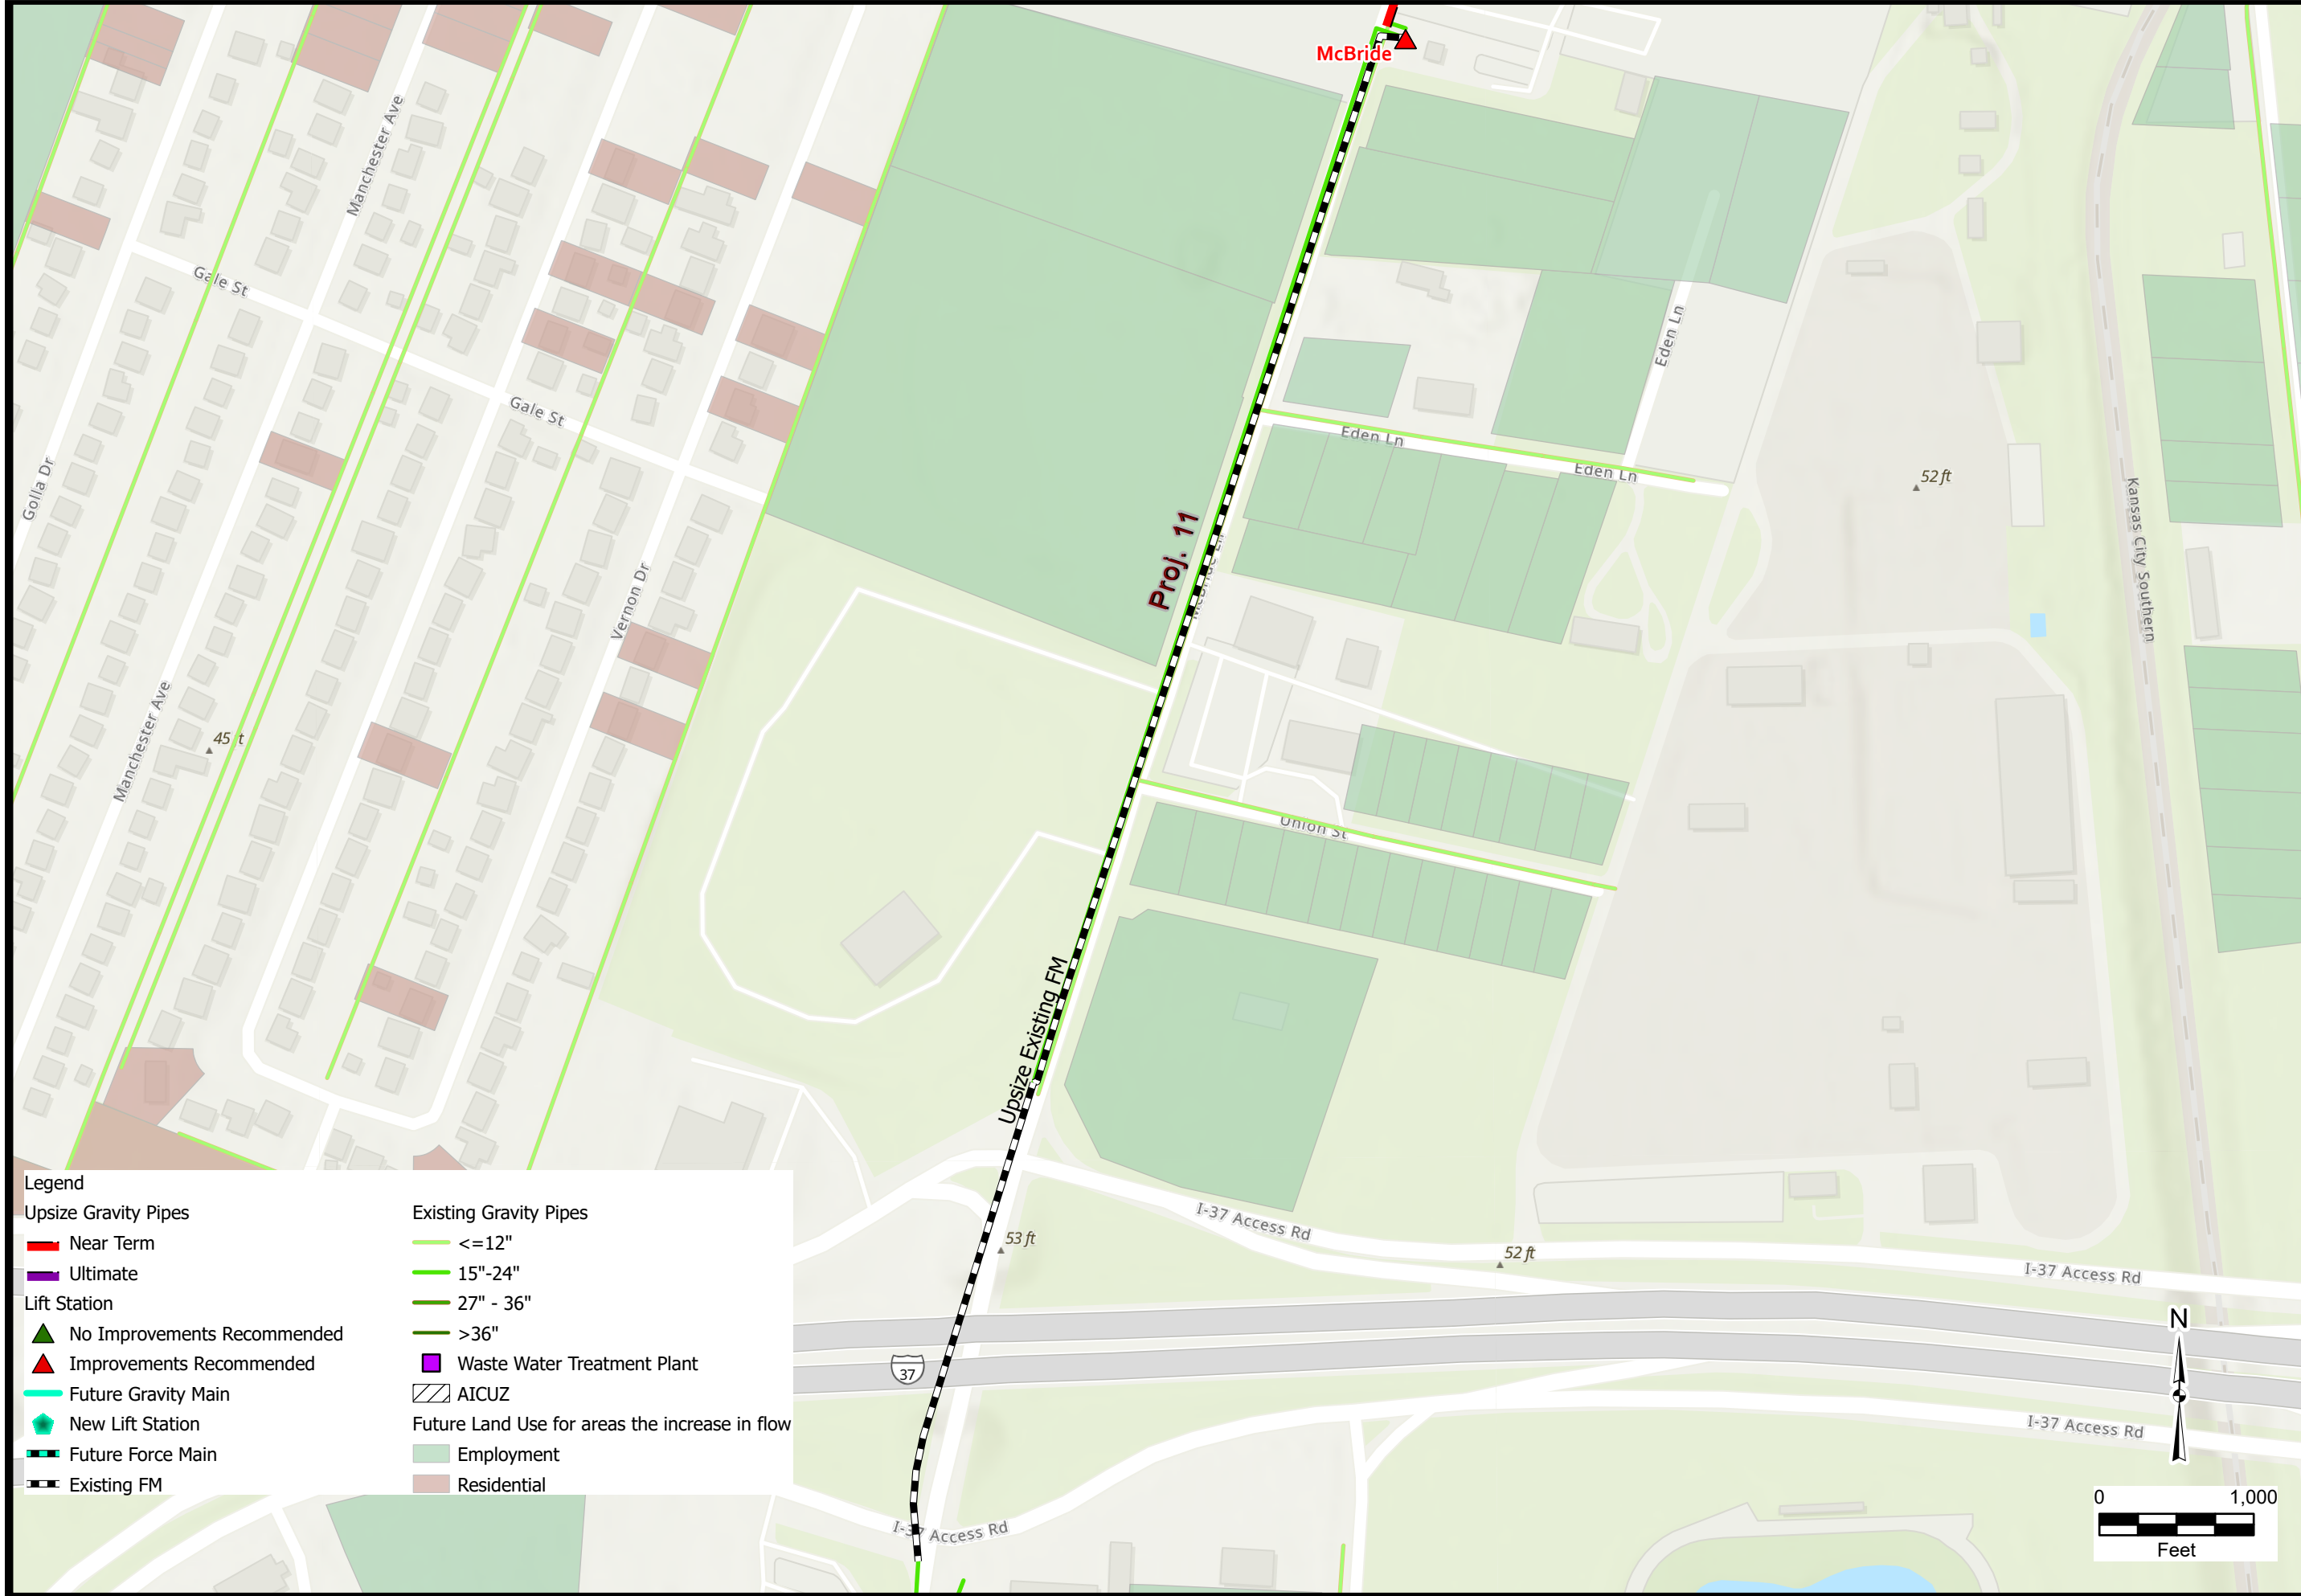 McBride
Manchester Ave
Gale St
Eden Ln
Gale St
Eden Ln
Eden Ln
52 ft
Golla Dr
Kansas City Southern
Proj. 11
McBride Ln
Vernon Dr
Manchester Ave
45 ft
Union St
Upsize Existing FM
I-37 Access Rd
53 ft
52 ft
I-37 Access Rd
37
I-37 Access Rd
I-37 Access Rd
Legend
Upsize Gravity Pipes
Near Term
Ultimate
Lift Station
No Improvements Recommended
Improvements Recommended
Future Gravity Main
New Lift Station
Future Force Main
Existing FM
Existing Gravity Pipes
<=12"
15"-24"
27" - 36"
>36"
Waste Water Treatment Plant
AICUZ
Future Land Use for areas the increase in flow
Employment
Residential
N
0 1,000
Feet